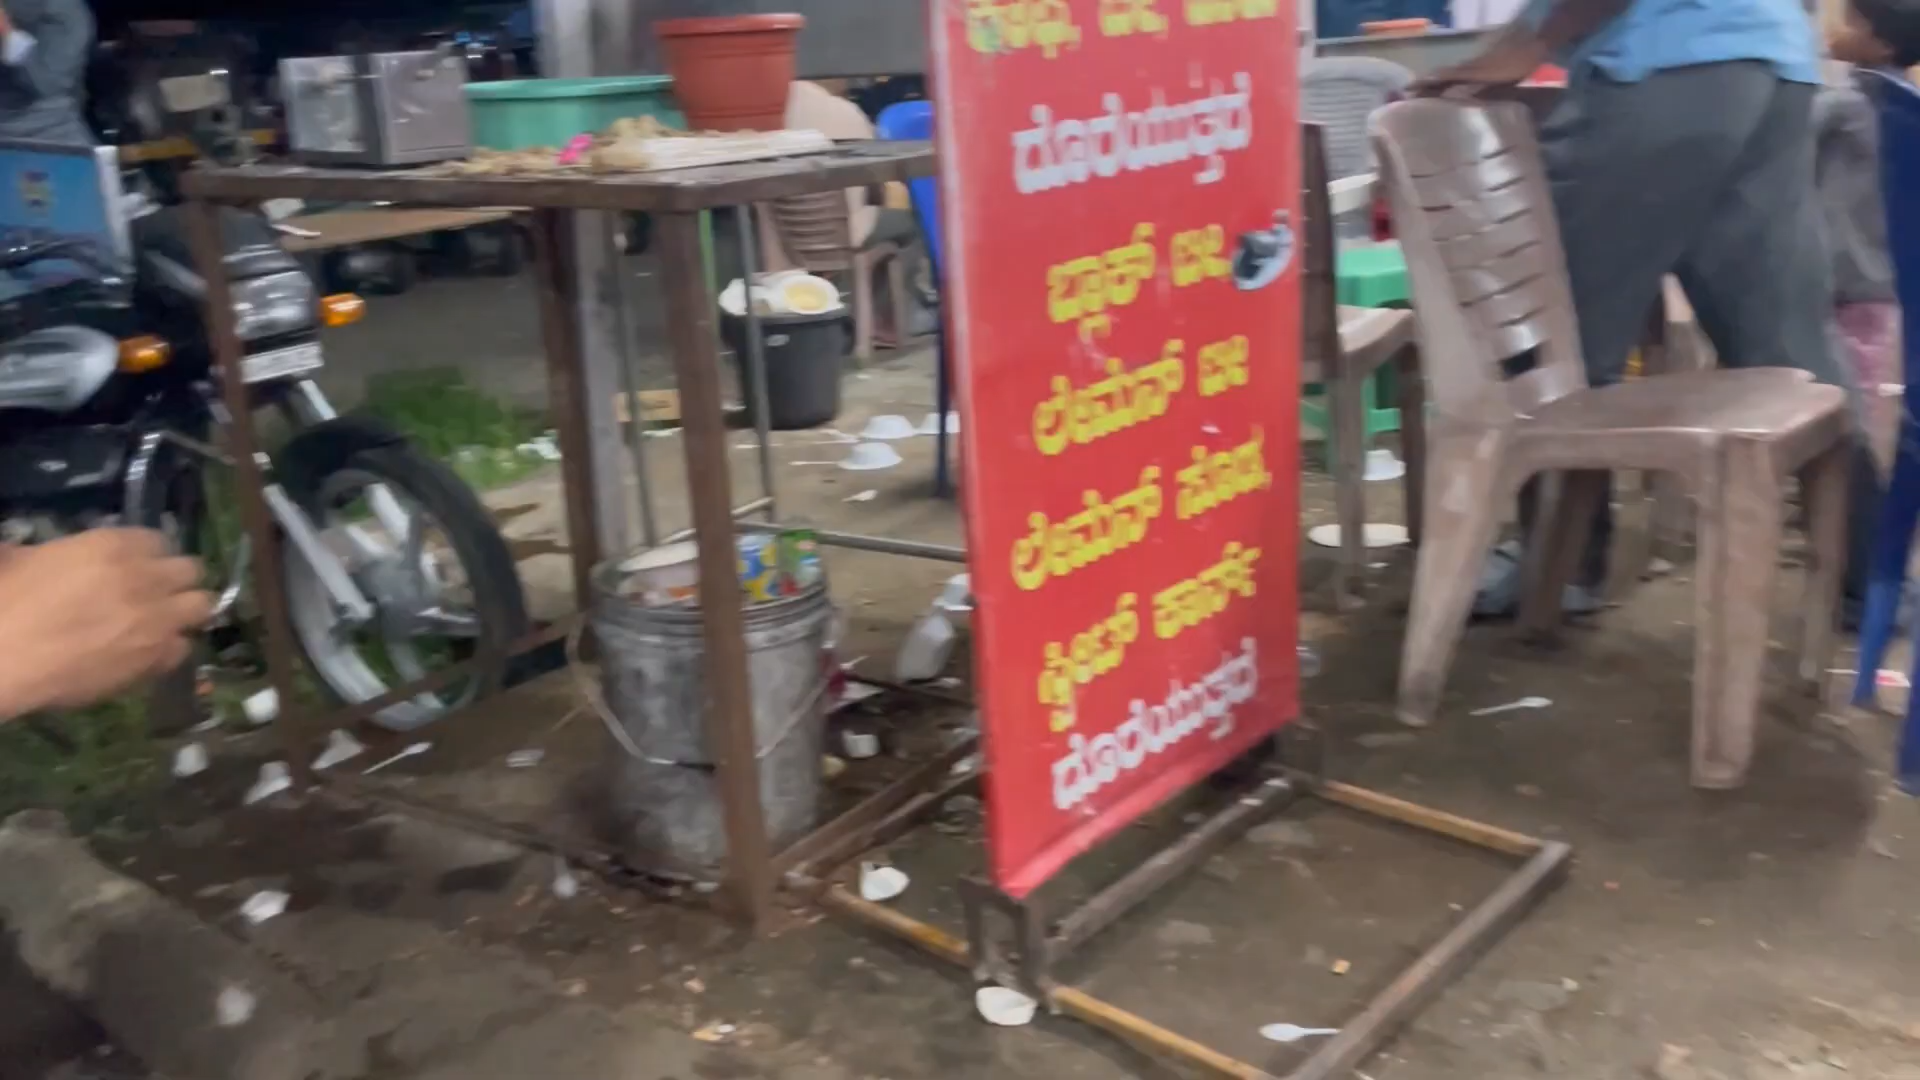 ಕಾಫಿ, ಟೀ,
ದೊರೆಯುತ್ತದೆ
ಬ್ಲಾಕ್ ಟೀ,
ಲೇಮನ್ ಟೀ
ಲೇಮನ್ ಸೋಡ,
ಸ್ವೀಟ್ ಕಾರ್ನ್
ದೊರೆಯುತ್ತದೆ